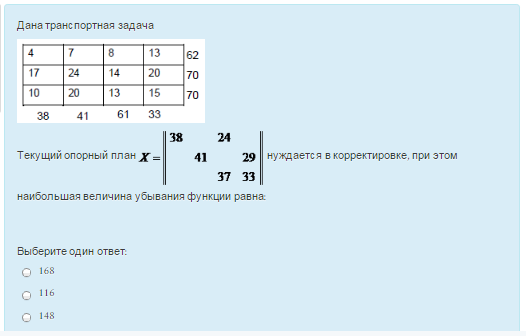 Дана транспортная задача
4 7 8 13 62
17 24 14 20 70
10 20 13 15 70
38 41 61 33
38 24
Текущий опорный план X = 41 29 нуждается в корректировке, при этом
37 33
наибольшая величина убывания функции равна:
Выберите один ответ:
168
116
148